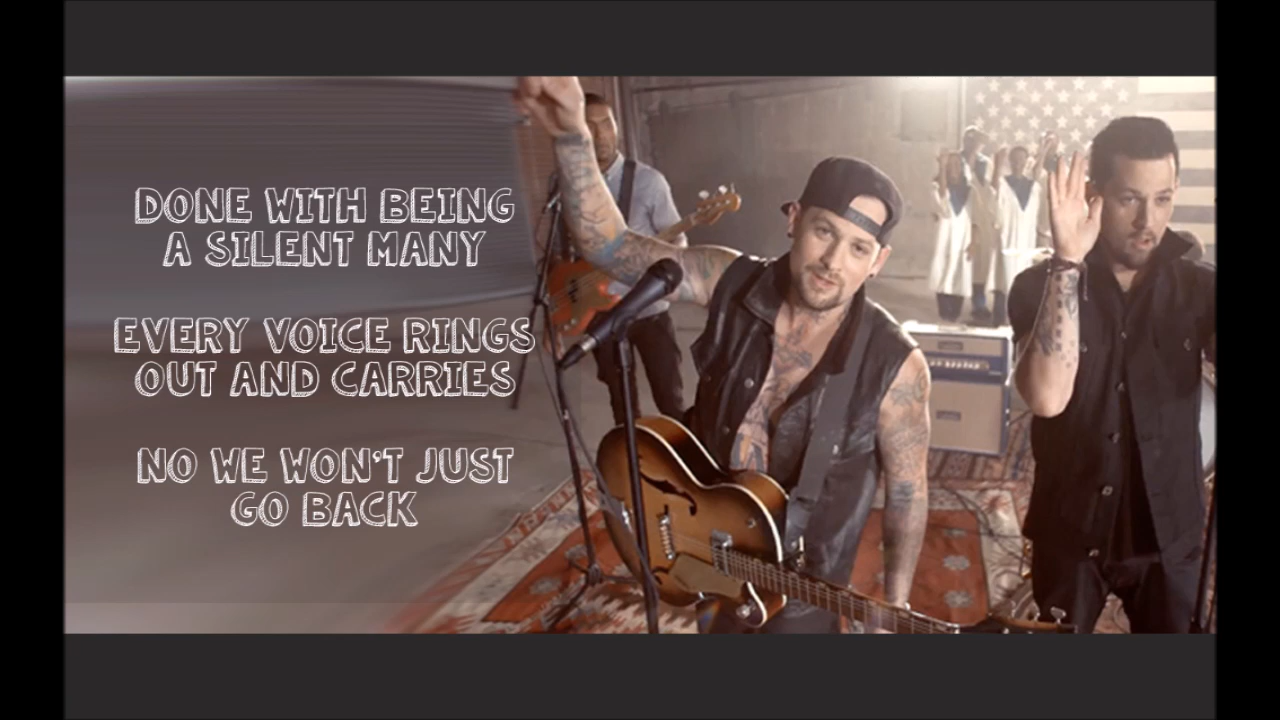 DONE WITH BEING
A SILENT MANY
EVERY VOICE RINGS
OUT AND CARRIES
NO WE WON'T JUST
GO BACK